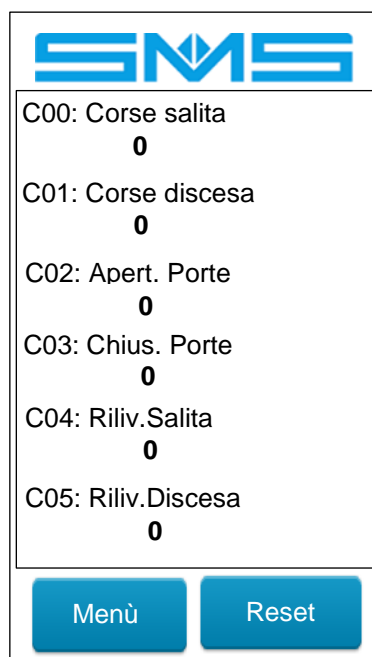 SMS
C00: Corse salita
0
C01: Corse discesa
0
C02: Apert. Porte
0
C03: Chius. Porte
0
C04: Riliv.Salita
0
C05: Riliv.Discesa
0
Menù Reset